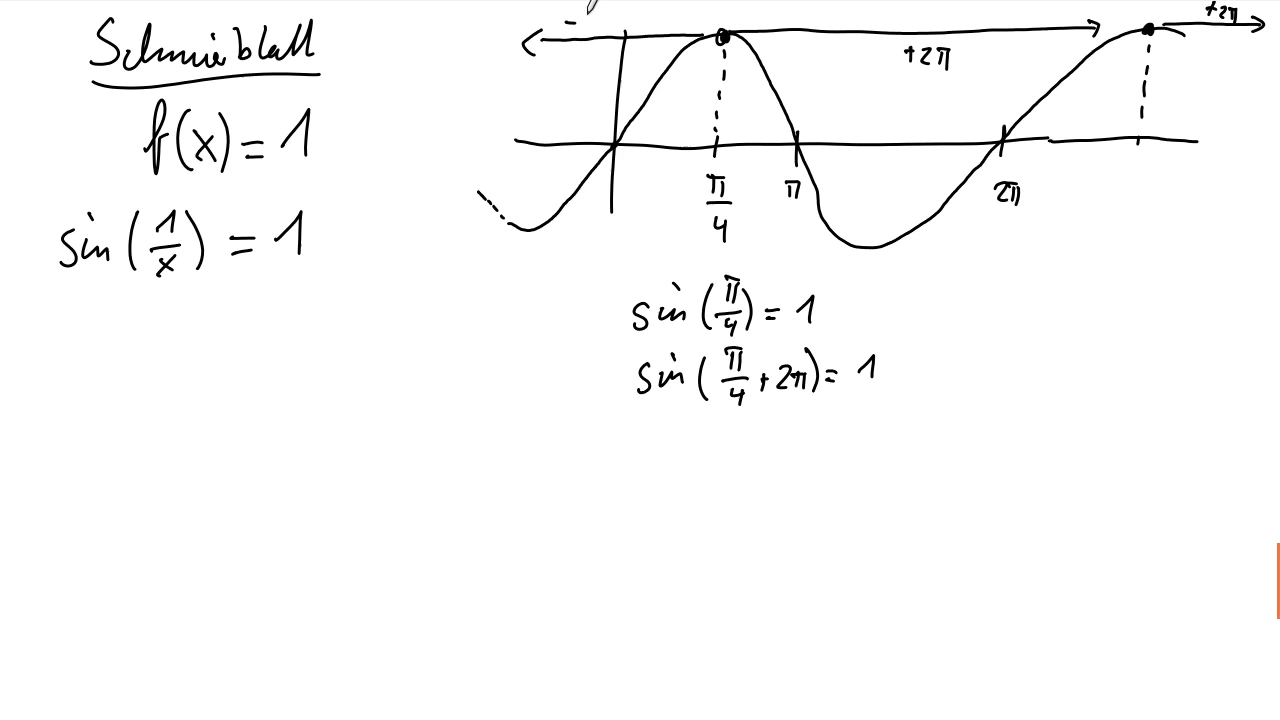 Schmierblatt
f(x) = 1
sin(1/x) = 1
-
+2π
+2π
π/4
π
2π
sin(π/4) = 1
sin(π/4 + 2π) = 1